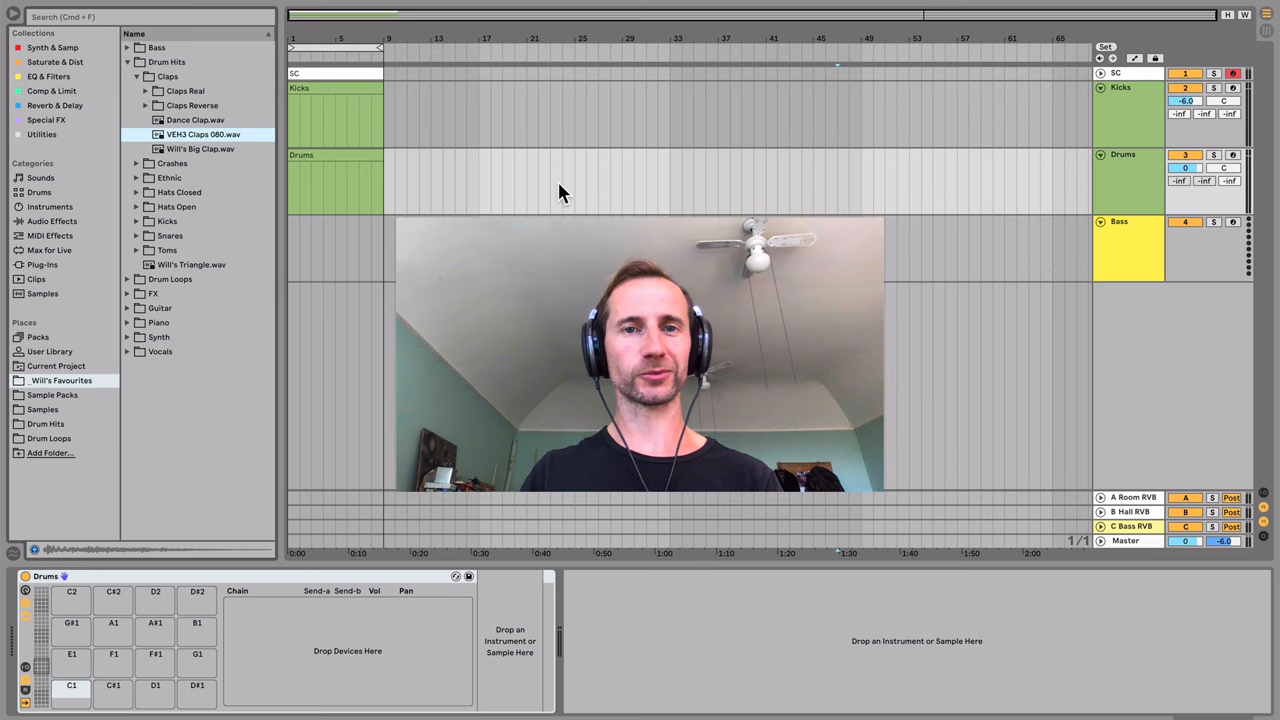 Search (Cmd + F)
H W
Collections
Name
Synth & Samp
Saturate & Dist
EQ & Filters
Comp & Limit
Reverb & Delay
Special FX
Utilities
Categories
Sounds
Drums
Instruments
Audio Effects
MIDI Effects
Max for Live
Plug-Ins
Clips
Samples
Places
Packs
User Library
Current Project
_Will's Favourites
Sample Packs
Samples
Drum Hits
Drum Loops
Add Folder...
Bass
Drum Hits
Claps
Claps Real
Claps Reverse
Dance Clap.wav
VEH3 Claps 080.wav
Will's Big Clap.wav
Crashes
Ethnic
Hats Closed
Hats Open
Kicks
Snares
Toms
Will's Triangle.wav
Drum Loops
FX
Guitar
Piano
Synth
Vocals
1 5 9 13 17 21 25 29 33 37 41 45 49 53 57 61 65
Set
SC
SC 1 S
Kicks
Kicks 2 S
-6.0 C
-inf -inf -inf
Drums
Drums 3 S
0 C
-inf -inf -inf
Bass 4 S
A Room RVB A S Post
B Hall RVB B S Post
C Bass RVB C S Post
1/1 Master 0 -6.0
0:00 0:10 0:20 0:30 0:40 0:50 1:00 1:10 1:20 1:30 1:40 1:50 2:00
Drums
C2 C#2 D2 D#2
G#1 A1 A#1 B1
E1 F1 F#1 G1
C1 C#1 D1 D#1
Chain Send-a Send-b Vol Pan
Drop Devices Here
Drop an
Instrument or
Sample Here
Drop an Instrument or Sample Here